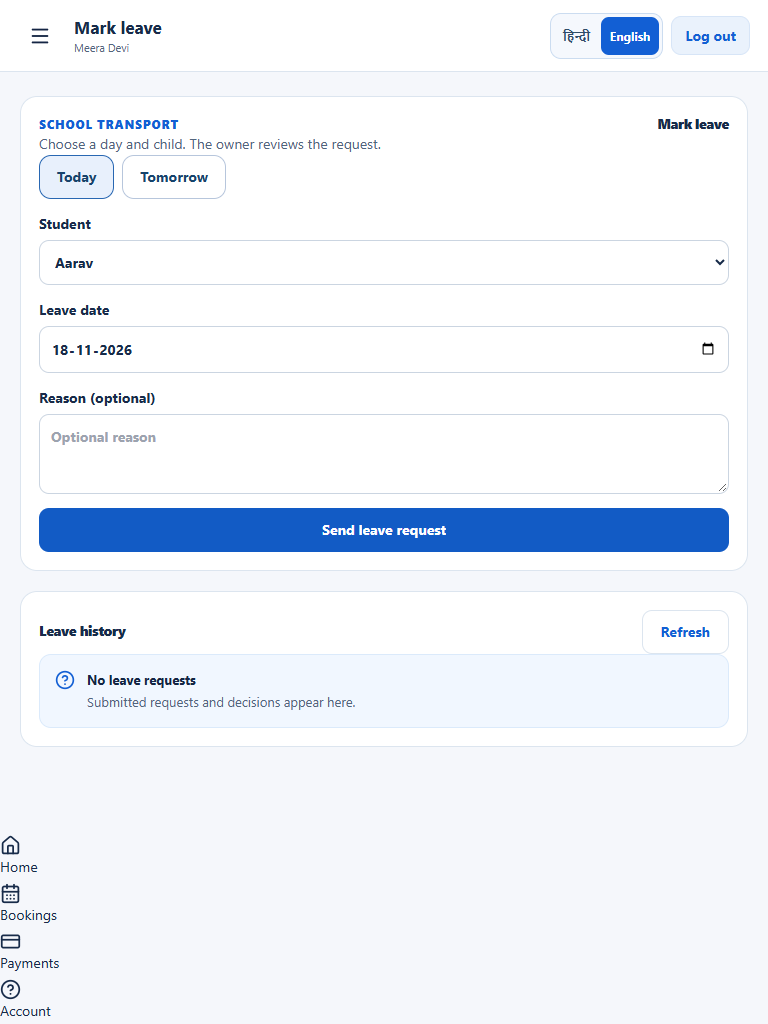 Mark leave
Meera Devi
हिन्दी
English
Log out
SCHOOL TRANSPORT
Mark leave
Choose a day and child. The owner reviews the request.
Today
Tomorrow
Student
Aarav
Leave date
18-11-2026
Reason (optional)
Optional reason
Send leave request
Leave history
Refresh
No leave requests
Submitted requests and decisions appear here.
Home
Bookings
Payments
Account